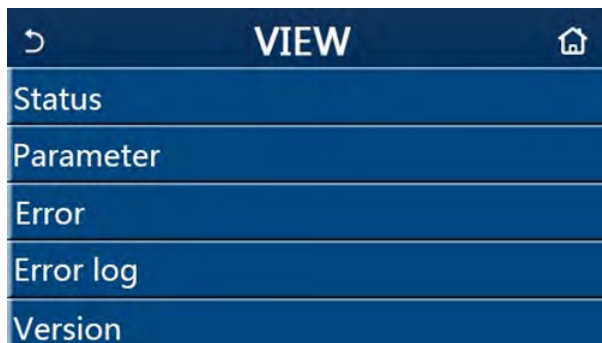 VIEW
Status
Parameter
Error
Error log
Version